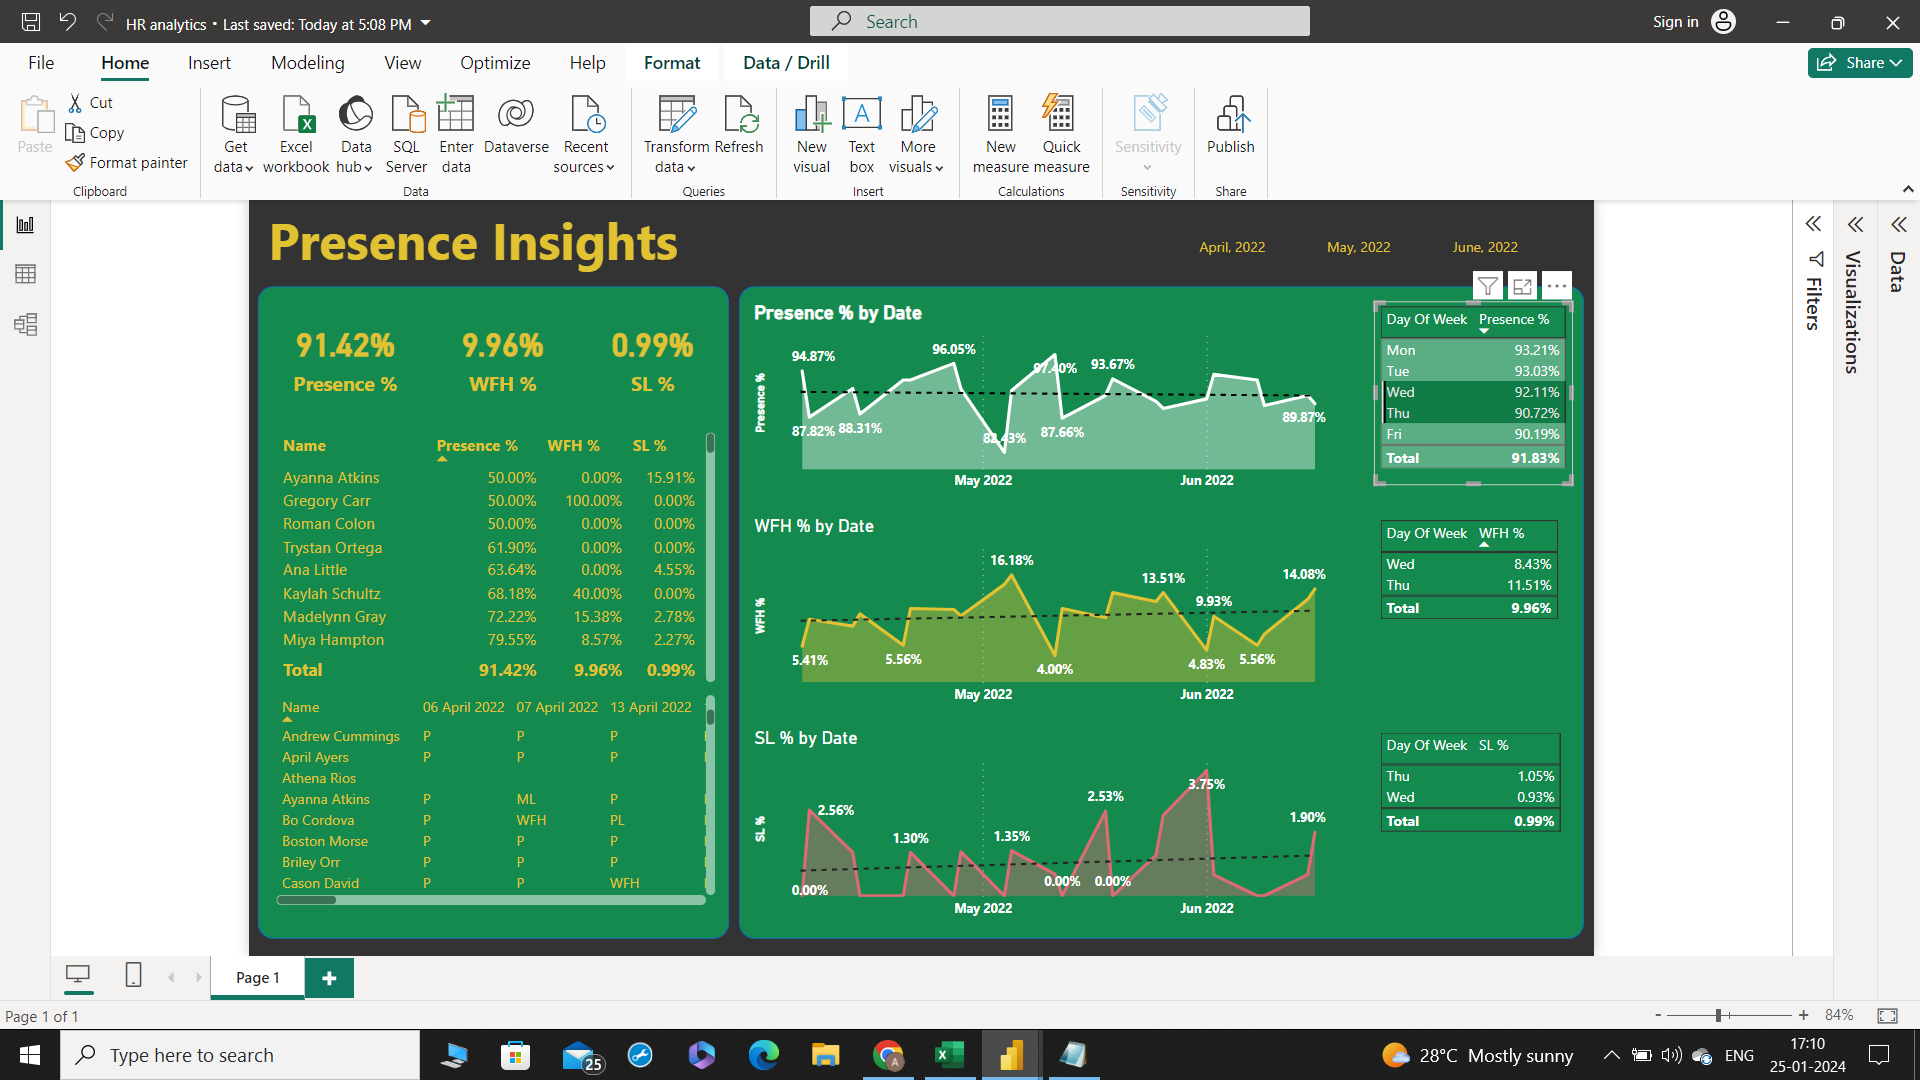 HR analytics • Last saved: Today at 5:08 PM
Search
Sign in
File Home Insert Modeling View Optimize Help Format Data / Drill
Share
Paste
Cut
Copy
Format painter
Clipboard
Get data
Excel workbook
Data hub
SQL Server
Enter data
Dataverse
Recent sources
Data
Transform data
Refresh
Queries
New visual
Text box
More visuals
Insert
New measure
Quick measure
Calculations
Sensitivity
Sensitivity
Publish
Share
Presence Insights
April, 2022 May, 2022 June, 2022
91.42% 9.96% 0.99%
Presence % WFH % SL %
Name Presence % WFH % SL %
Ayanna Atkins 50.00% 0.00% 15.91%
Gregory Carr 50.00% 100.00% 0.00%
Roman Colon 50.00% 0.00% 0.00%
Trystan Ortega 61.90% 0.00% 0.00%
Ana Little 63.64% 0.00% 4.55%
Kaylah Schultz 68.18% 40.00% 0.00%
Madelynn Gray 72.22% 15.38% 2.78%
Miya Hampton 79.55% 8.57% 2.27%
Total 91.42% 9.96% 0.99%
Name 06 April 2022 07 April 2022 13 April 2022
Andrew Cummings P P P
April Ayers P P P
Athena Rios
Ayanna Atkins P ML P
Bo Cordova P WFH PL
Boston Morse P P P
Briley Orr P P P
Cason David P P WFH
Presence % by Date
Presence %
94.87% 96.05% 97.40% 93.67%
87.82% 88.31% 82.43% 87.66% 89.87%
May 2022 Jun 2022
Day Of Week Presence %
Mon 93.21%
Tue 93.03%
Wed 92.11%
Thu 90.72%
Fri 90.19%
Total 91.83%
WFH % by Date
WFH %
16.18% 13.51% 9.93% 14.08%
5.41% 5.56% 4.00% 4.83% 5.56%
May 2022 Jun 2022
Day Of Week WFH %
Wed 8.43%
Thu 11.51%
Total 9.96%
SL % by Date
SL %
2.56% 1.30% 1.35% 2.53% 3.75% 1.90%
0.00% 0.00% 0.00%
May 2022 Jun 2022
Day Of Week SL %
Thu 1.05%
Wed 0.93%
Total 0.99%
Filters
Visualizations
Data
Page 1
+
Page 1 of 1
- + 84%
Type here to search
25
A
28°C Mostly sunny
ENG
17:10
25-01-2024